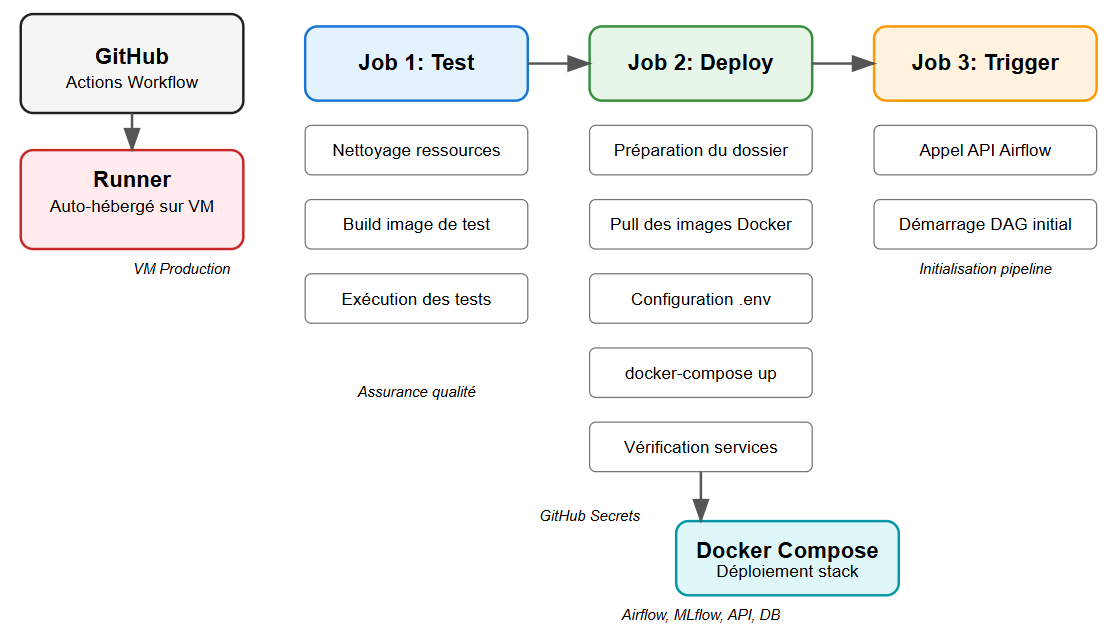 GitHub
Actions Workflow
Runner
Auto-hébergé sur VM
VM Production
Job 1: Test
Nettoyage ressources
Build image de test
Exécution des tests
Assurance qualité
Job 2: Deploy
Préparation du dossier
Pull des images Docker
Configuration .env
docker-compose up
Vérification services
GitHub Secrets
Docker Compose
Déploiement stack
Airflow, MLflow, API, DB
Job 3: Trigger
Appel API Airflow
Démarrage DAG initial
Initialisation pipeline